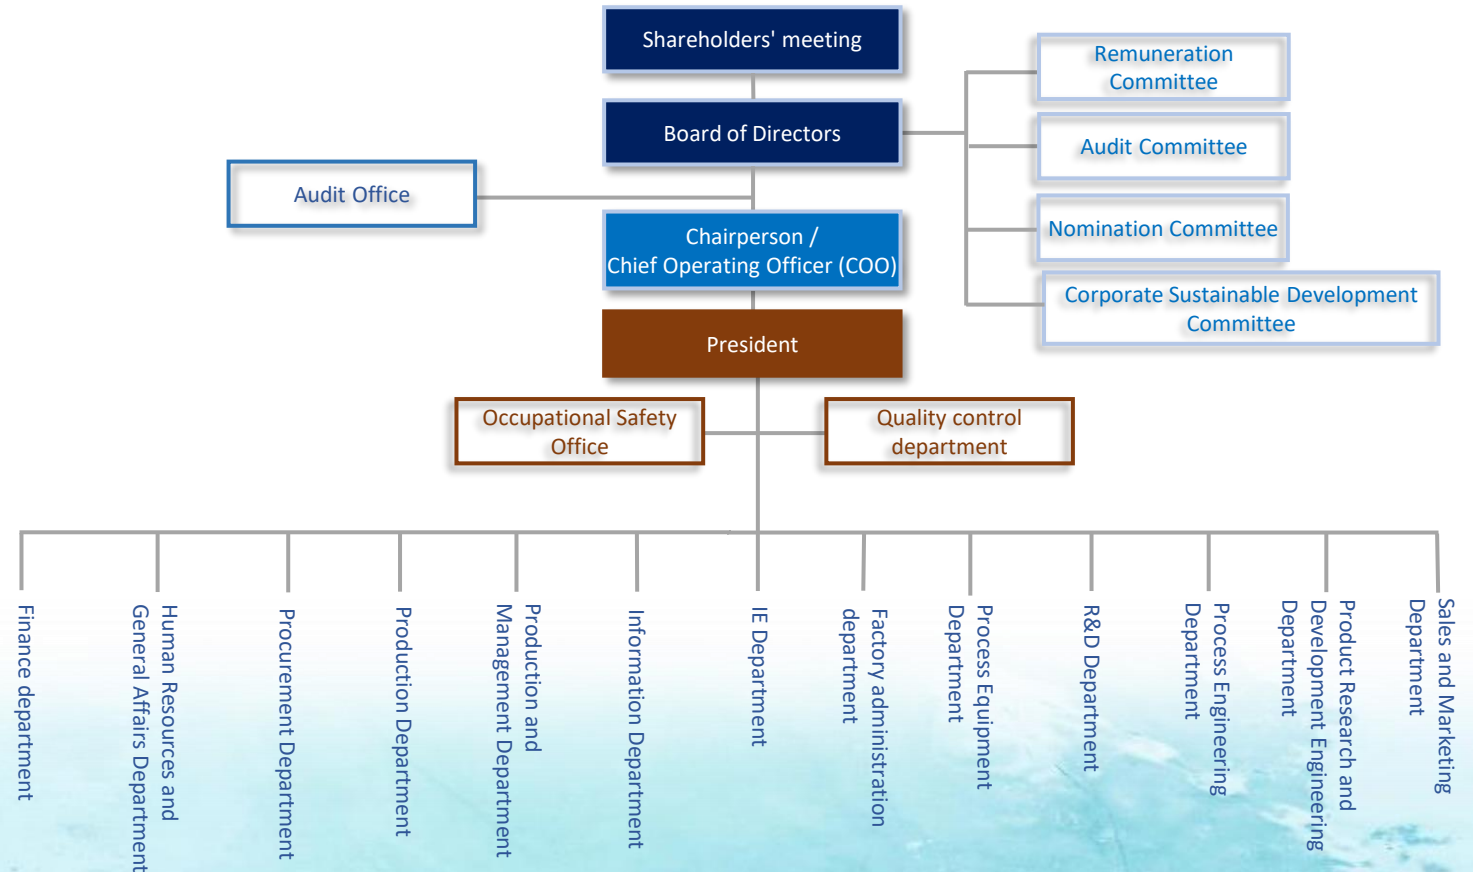 Shareholders' meeting
Remuneration
Committee
Board of Directors
Audit Committee
Audit Office
Chairperson /
Chief Operating Officer (COO)
Nomination Committee
Corporate Sustainable Development
Committee
President
Occupational Safety
Office
Quality control
department
Finance department
Human Resources and
General Affairs Department
Procurement Department
Production Department
Production and
Management Department
Information Department
IE Department
Factory administration
department
Process Equipment
Department
R&D Department
Process Engineering
Department
Product Research and
Development Engineering
Department
Sales and Marketing
Department